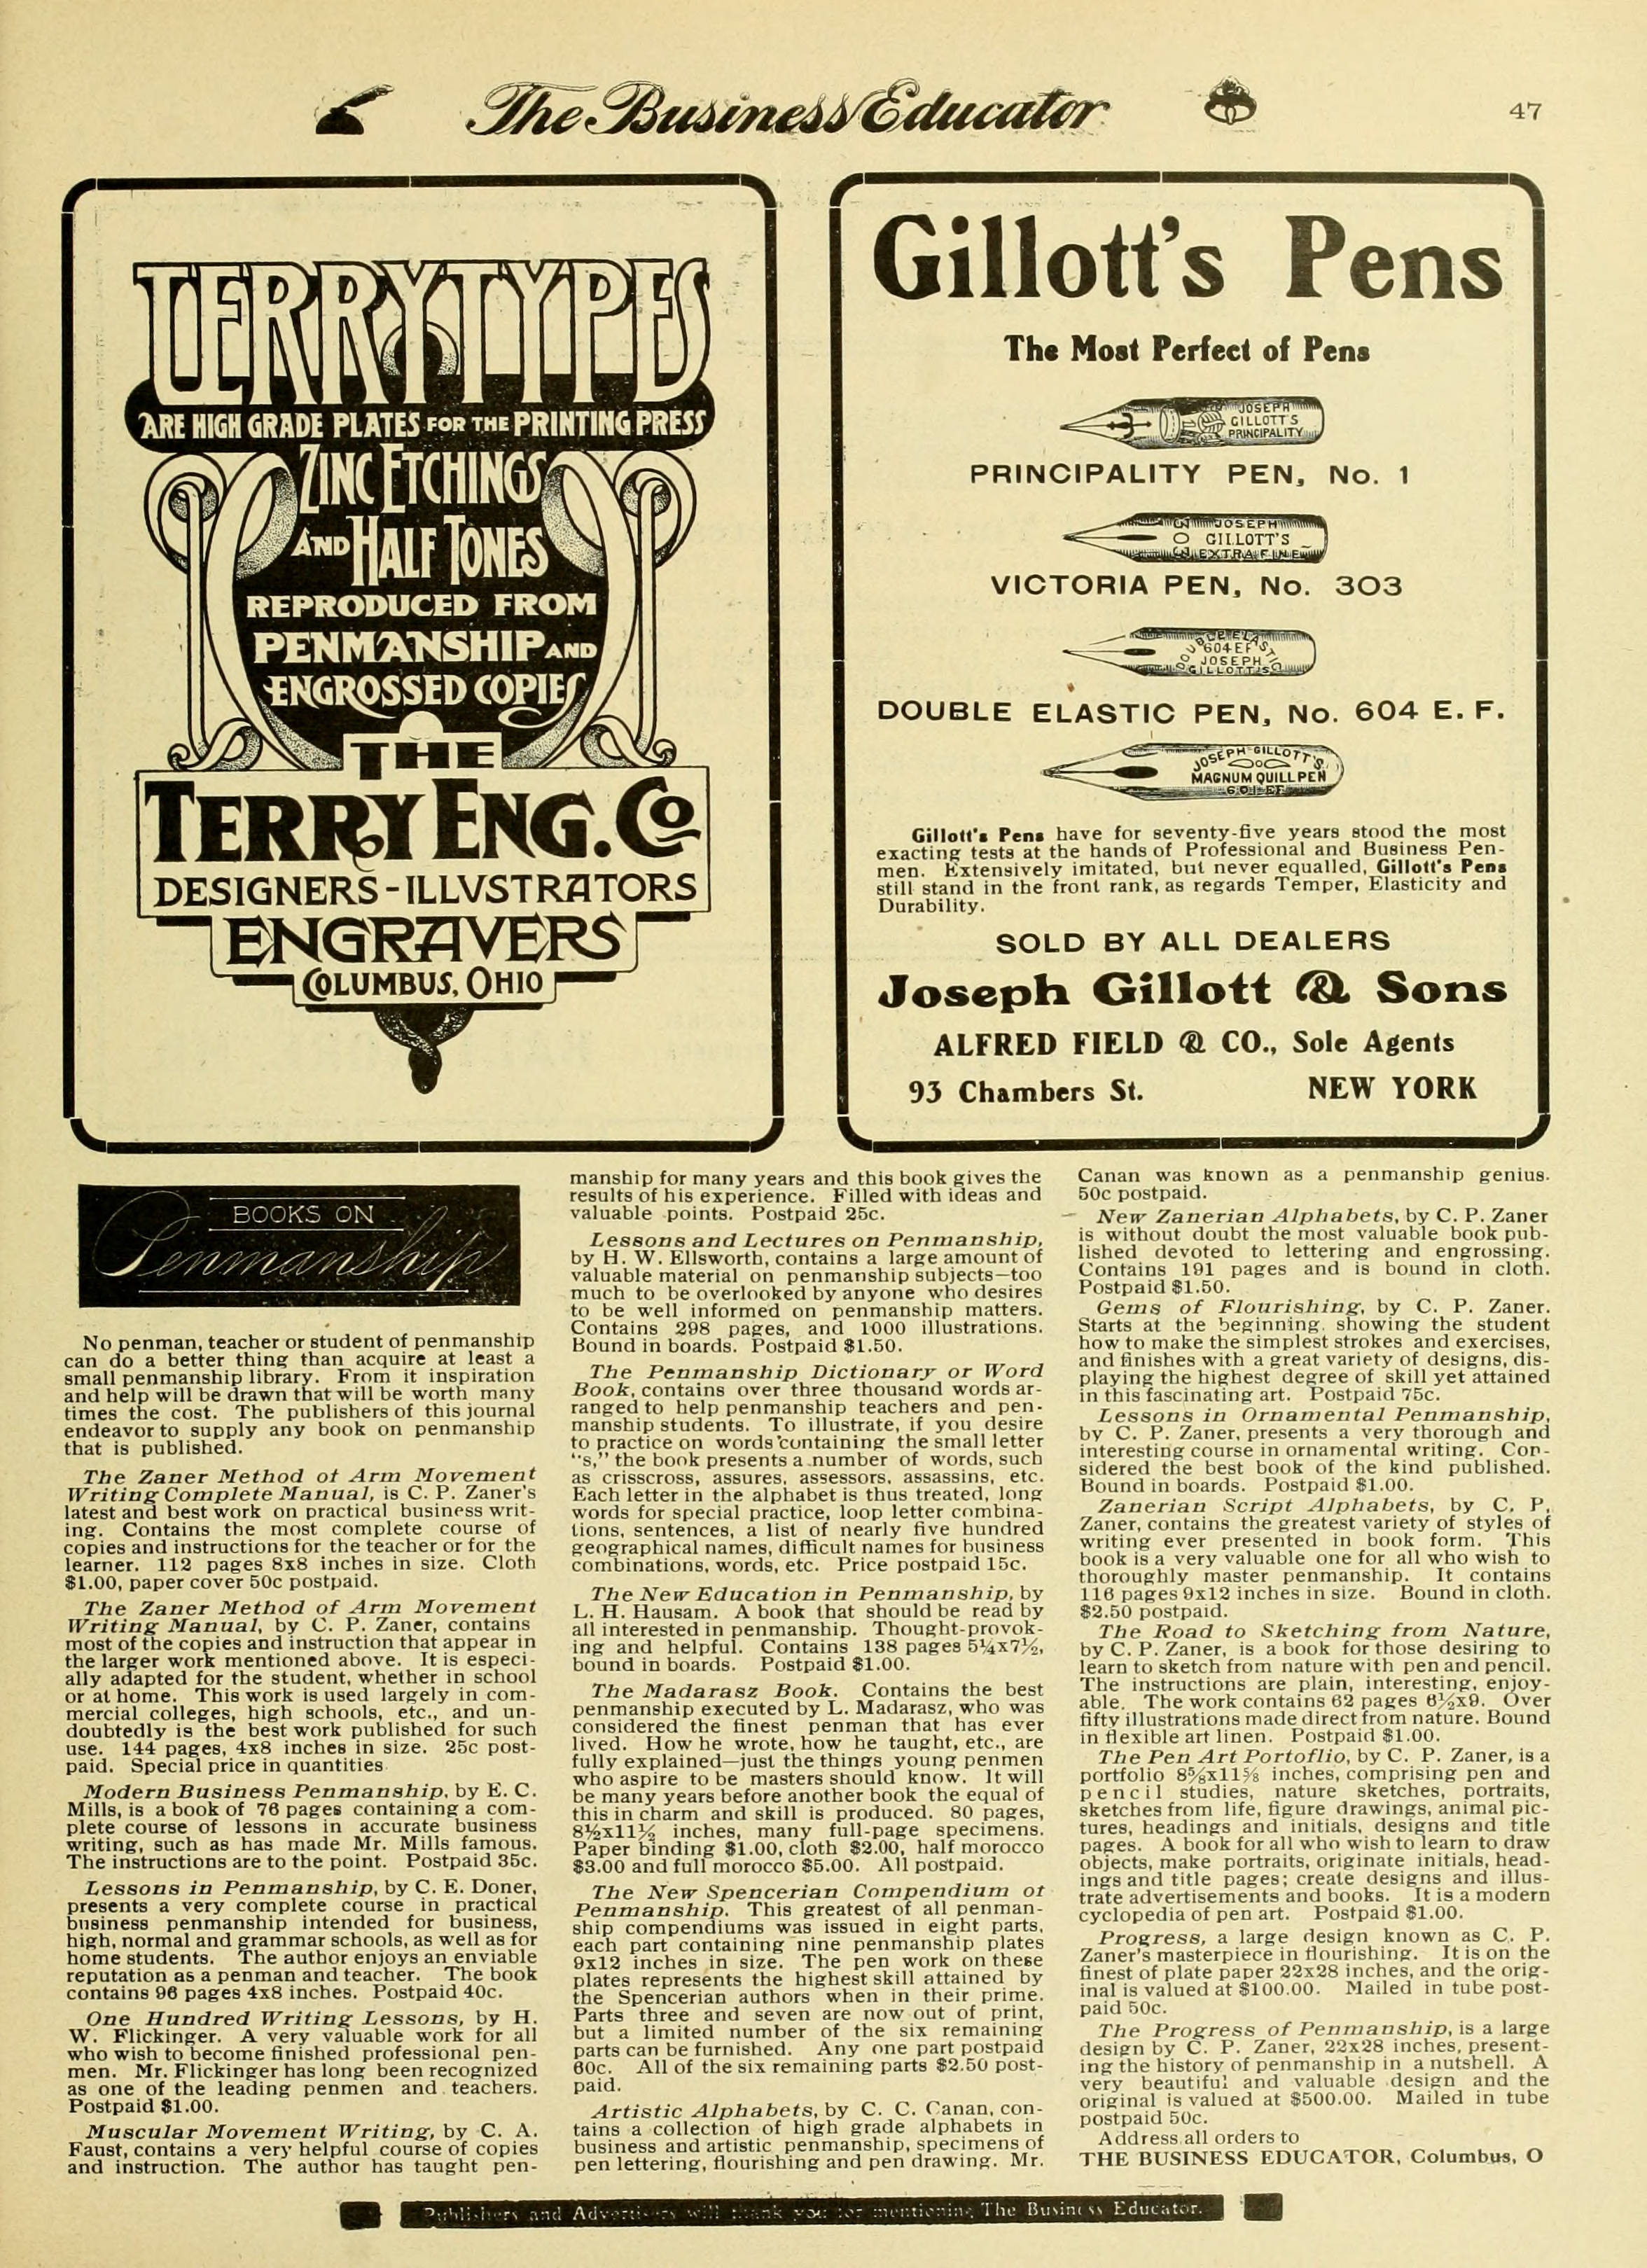 The Business Educator
47
TERRYTYPES
ARE HIGH GRADE PLATES FOR THE PRINTING PRESS
ZINC ETCHINGS
AND HALF TONES
REPRODUCED FROM
PENMANSHIP AND
ENGROSSED COPIES
THE
TERRY ENG. CO
DESIGNERS-ILLVSTRATORS
ENGRAVERS
COLUMBUS, OHIO
Gillott's Pens
The Most Perfect of Pens
JOSEPH
GILLOTT'S
PRINCIPALITY
PRINCIPALITY PEN, No. 1
303
JOSEPH
GILLOTT'S
EXTRA FINE
VICTORIA PEN, No. 303
DOUBLE ELASTIC
604 EF
JOSEPH
GILLOTT'S
DOUBLE ELASTIC PEN, No. 604 E. F.
JOSEPH GILLOTT'S
MAGNUM QUILL PEN
601 EF
Gillott's Pens have for seventy-five years stood the most
exacting tests at the hands of Professional and Business Pen-
men. Extensively imitated, but never equalled, Gillott's Pens
still stand in the front rank, as regards Temper, Elasticity and
Durability.
SOLD BY ALL DEALERS
Joseph Gillott & Sons
ALFRED FIELD & CO., Sole Agents
93 Chambers St. NEW YORK
BOOKS ON
Penmanship
No penman, teacher or student of penmanship
can do a better thing than acquire at least a
small penmanship library. From it inspiration
and help will be drawn that will be worth many
times the cost. The publishers of this journal
endeavor to supply any book on penmanship
that is published.
The Zaner Method of Arm Movement
Writing Complete Manual, is C. P. Zaner's
latest and best work on practical business writ-
ing. Contains the most complete course of
copies and instructions for the teacher or for the
learner. 112 pages 8x8 inches in size. Cloth
$1.00, paper cover 50c postpaid.
The Zaner Method of Arm Movement
Writing Manual, by C. P. Zaner, contains
most of the copies and instruction that appear in
the larger work mentioned above. It is especi-
ally adapted for the student, whether in school
or at home. This work is used largely in com-
mercial colleges, high schools, etc., and un-
doubtedly is the best work published for such
use. 144 pages, 4x8 inches in size. 25c post-
paid. Special price in quantities
Modern Business Penmanship, by E. C.
Mills, is a book of 76 pages containing a com-
plete course of lessons in accurate business
writing, such as has made Mr. Mills famous.
The instructions are to the point. Postpaid 35c.
Lessons in Penmanship, by C. E. Doner,
presents a very complete course in practical
business penmanship intended for business,
high, normal and grammar schools, as well as for
home students. The author enjoys an enviable
reputation as a penman and teacher. The book
contains 96 pages 4x8 inches. Postpaid 40c.
One Hundred Writing Lessons, by H.
W. Flickinger. A very valuable work for all
who wish to become finished professional pen-
men. Mr. Flickinger has long been recognized
as one of the leading penmen and teachers.
Postpaid $1.00.
Muscular Movement Writing, by C. A.
Faust, contains a very helpful course of copies
and instruction. The author has taught pen-
manship for many years and this book gives the
results of his experience. Filled with ideas and
valuable points. Postpaid 25c.
Lessons and Lectures on Penmanship,
by H. W. Ellsworth, contains a large amount of
valuable material on penmanship subjects—too
much to be overlooked by anyone who desires
to be well informed on penmanship matters.
Contains 298 pages, and 1000 illustrations.
Bound in boards. Postpaid $1.50.
The Penmanship Dictionary or Word
Book, contains over three thousand words ar-
ranged to help penmanship teachers and pen-
manship students. To illustrate, if you desire
to practice on words containing the small letter
"s," the book presents a number of words, such
as crisscross, assures, assessors, assassins, etc.
Each letter in the alphabet is thus treated, long
words for special practice, loop letter combina-
tions, sentences, a list of nearly five hundred
geographical names, difficult names for business
combinations, words, etc. Price postpaid 15c.
The New Education in Penmanship, by
L. H. Hausam. A book that should be read by
all interested in penmanship. Thought-provok-
ing and helpful. Contains 138 pages 5¼x7½,
bound in boards. Postpaid $1.00.
The Madarasz Book. Contains the best
penmanship executed by L. Madarasz, who was
considered the finest penman that has ever
lived. How he wrote, how he taught, etc., are
fully explained—just the things young penmen
who aspire to be masters should know. It will
be many years before another book the equal of
this in charm and skill is produced. 80 pages,
8½x11½ inches, many full-page specimens.
Paper binding $1.00, cloth $2.00, half morocco
$3.00 and full morocco $5.00. All postpaid.
The New Spencerian Compendium of
Penmanship. This greatest of all penman-
ship compendiums was issued in eight parts,
each part containing nine penmanship plates
9x12 inches in size. The pen work on these
plates represents the highest skill attained by
the Spencerian authors when in their prime.
Parts three and seven are now out of print,
but a limited number of the six remaining
parts can be furnished. Any one part postpaid
60c. All of the six remaining parts $2.50 post-
paid.
Artistic Alphabets, by C. C. Canan, con-
tains a collection of high grade alphabets in
business and artistic penmanship, specimens of
pen lettering, flourishing and pen drawing. Mr.
Canan was known as a penmanship genius.
50c postpaid.
New Zanerian Alphabets, by C. P. Zaner
is without doubt the most valuable book pub-
lished devoted to lettering and engrossing.
Contains 191 pages and is bound in cloth.
Postpaid $1.50.
Gems of Flourishing, by C. P. Zaner.
Starts at the beginning. showing the student
how to make the simplest strokes and exercises,
and finishes with a great variety of designs, dis-
playing the highest degree of skill yet attained
in this fascinating art. Postpaid 75c.
Lessons in Ornamental Penmanship,
by C. P. Zaner, presents a very thorough and
interesting course in ornamental writing. Con-
sidered the best book of the kind published.
Bound in boards. Postpaid $1.00.
Zanerian Script Alphabets, by C. P.
Zaner, contains the greatest variety of styles of
writing ever presented in book form. This
book is a very valuable one for all who wish to
thoroughly master penmanship. It contains
116 pages 9x12 inches in size. Bound in cloth.
$2.50 postpaid.
The Road to Sketching from Nature,
by C. P. Zaner, is a book for those desiring to
learn to sketch from nature with pen and pencil.
The instructions are plain, interesting, enjoy-
able. The work contains 62 pages 6½x9. Over
fifty illustrations made direct from nature. Bound
in flexible art linen. Postpaid $1.00.
The Pen Art Portoflio, by C. P. Zaner, is a
portfolio 8⅝x11⅝ inches, comprising pen and
pencil studies, nature sketches, portraits,
sketches from life, figure drawings, animal pic-
tures, headings and initials, designs and title
pages. A book for all who wish to learn to draw
objects, make portraits, originate initials, head-
ings and title pages; create designs and illus-
trate advertisements and books. It is a modern
cyclopedia of pen art. Postpaid $1.00.
Progress, a large design known as C. P.
Zaner's masterpiece in flourishing. It is on the
finest of plate paper 22x28 inches, and the orig-
inal is valued at $100.00. Mailed in tube post-
paid 50c.
The Progress of Penmanship, is a large
design by C. P. Zaner, 22x28 inches, present-
ing the history of penmanship in a nutshell. A
very beautiful and valuable design and the
original is valued at $500.00. Mailed in tube
postpaid 50c.
Address all orders to
THE BUSINESS EDUCATOR, Columbus, O
Publishers and Advertisers will thank you for mentioning The Business Educator.